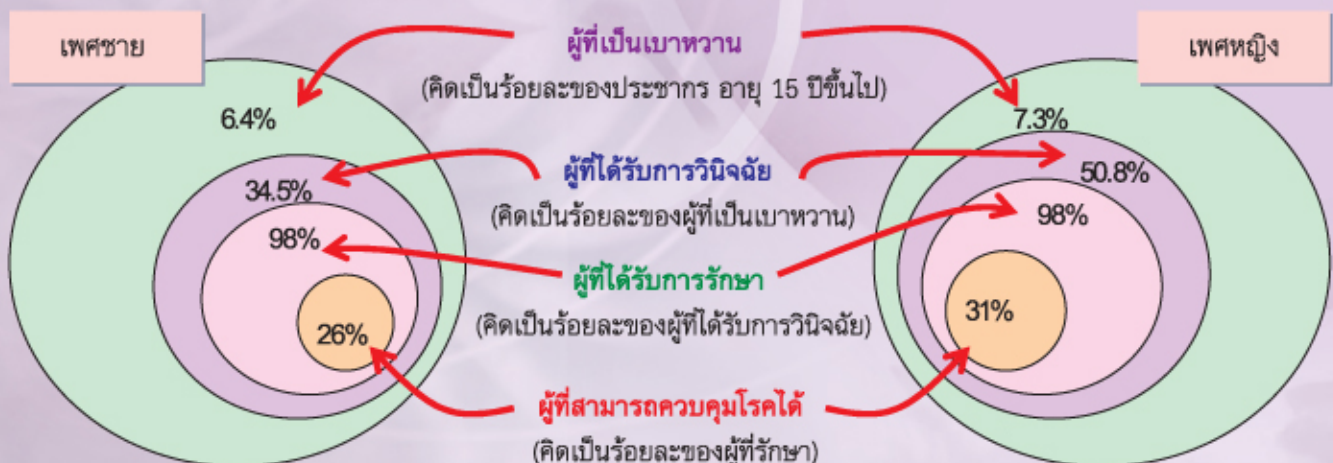 เพศชาย
ผู้ที่เป็นเบาหวาน
เพศหญิง
(คิดเป็นร้อยละของประชากร อายุ 15 ปีขึ้นไป)
6.4%
7.3%
ผู้ที่ได้รับการวินิจฉัย
34.5%
50.8%
(คิดเป็นร้อยละของผู้ที่เป็นเบาหวาน)
98%
98%
ผู้ที่ได้รับการรักษา
(คิดเป็นร้อยละของผู้ที่ได้รับการวินิจฉัย)
26%
31%
ผู้ที่สามารถควบคุมโรคได้
(คิดเป็นร้อยละของผู้ที่รักษา)